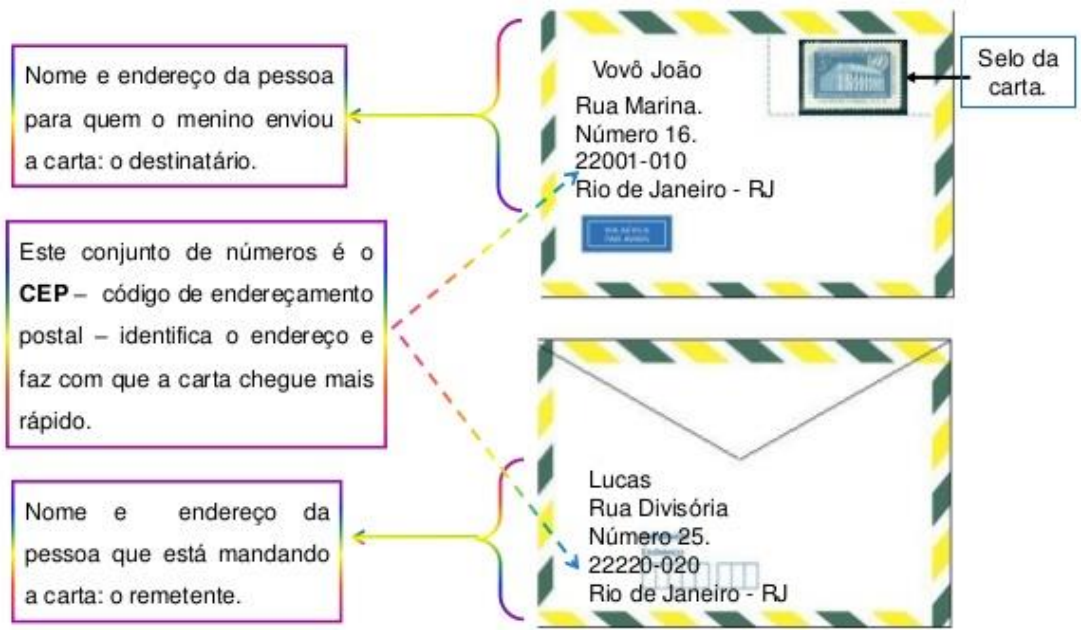 Nome e endereço da pessoa
para quem o menino enviou
a carta: o destinatário.
Vovô João
Rua Marina.
Número 16.
22001-010
Rio de Janeiro - RJ
Selo da
carta.
Este conjunto de números é o
CEP – código de endereçamento
postal – identifica o endereço e
faz com que a carta chegue mais
rápido.
Nome e endereço da
pessoa que está mandando
a carta: o remetente.
Lucas
Rua Divisória
Número 25.
22220-020
Rio de Janeiro - RJ